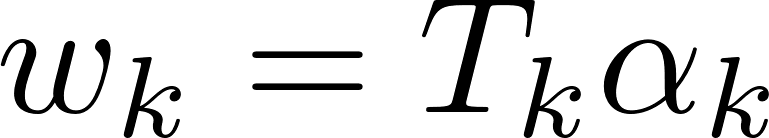 w_k = T_k α_k